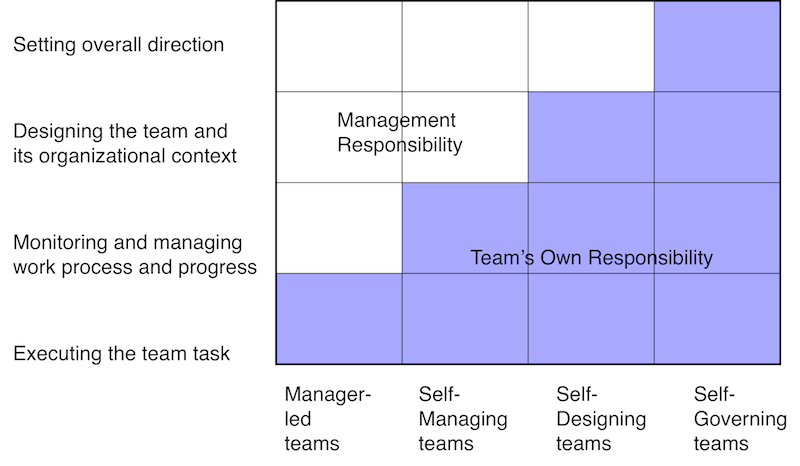 Setting overall direction
Designing the team and
its organizational context
Management
Responsibility
Monitoring and managing
work process and progress
Team's Own Responsibility
Executing the team task
Manager-
led
teams
Self-
Managing
teams
Self-
Designing
teams
Self-
Governing
teams